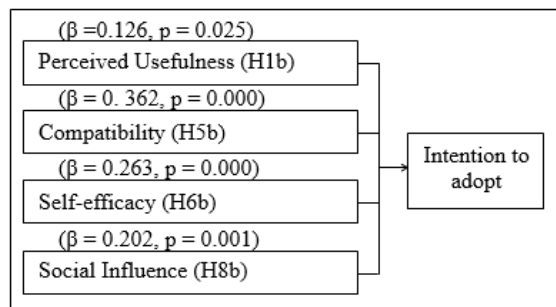 (β =0.126, p = 0.025)
Perceived Usefulness (H1b)
(β = 0. 362, p = 0.000)
Compatibility (H5b)
(β = 0.263, p = 0.000)
Self-efficacy (H6b)
(β = 0.202, p = 0.001)
Social Influence (H8b)
Intention to
adopt